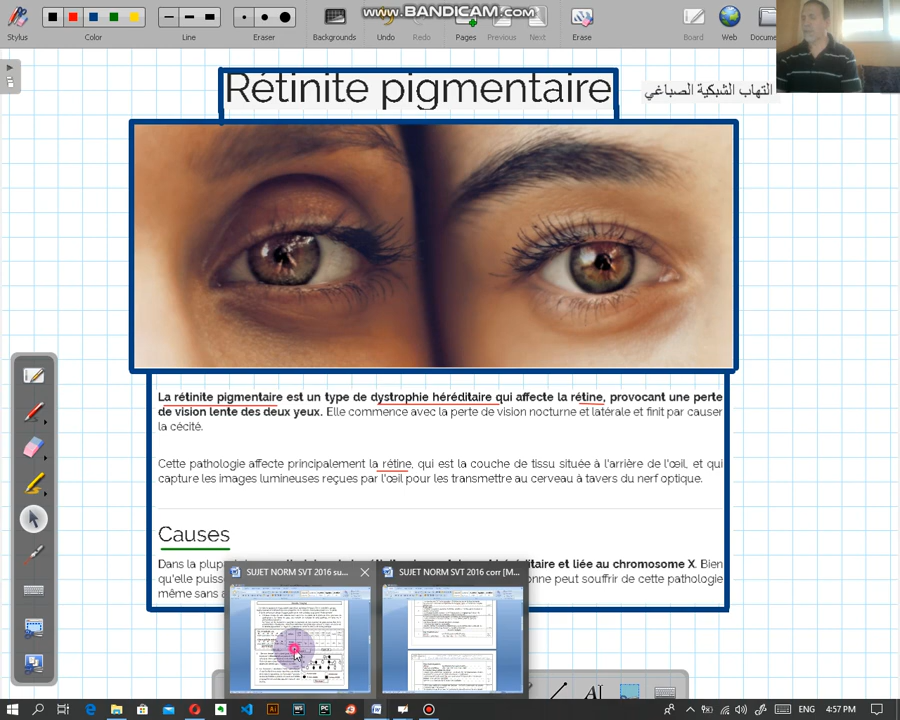 www.BANDICAM.com
Stylus
Color
Line
Eraser
Backgrounds
Undo
Redo
Pages
Previous
Next
Erase
Board
Web
Docume
Rétinite pigmentaire
التهاب الشبكية الصباغي
La rétinite pigmentaire est un type de dystrophie héréditaire qui affecte la rétine, provocant une perte
de vision lente des deux yeux. Elle commence avec la perte de vision nocturne et latérale et finit par causer
la cécité.
Cette pathologie affecte principalement la rétine, qui est la couche de tissu située à l'arrière de l'œil, et qui
capture les images lumineuses reçues par l'œil pour les transmettre au cerveau à tavers du nerf optique.
Causes
Dans la plup
itaire et liée au chromosome X. Bien
qu'elle puiss
onne peut souffrir de cette pathologie
même sans a
SUJET NORM SVT 2016 su...
SUJET NORM SVT 2016 corr [M...
ENG
4:57 PM